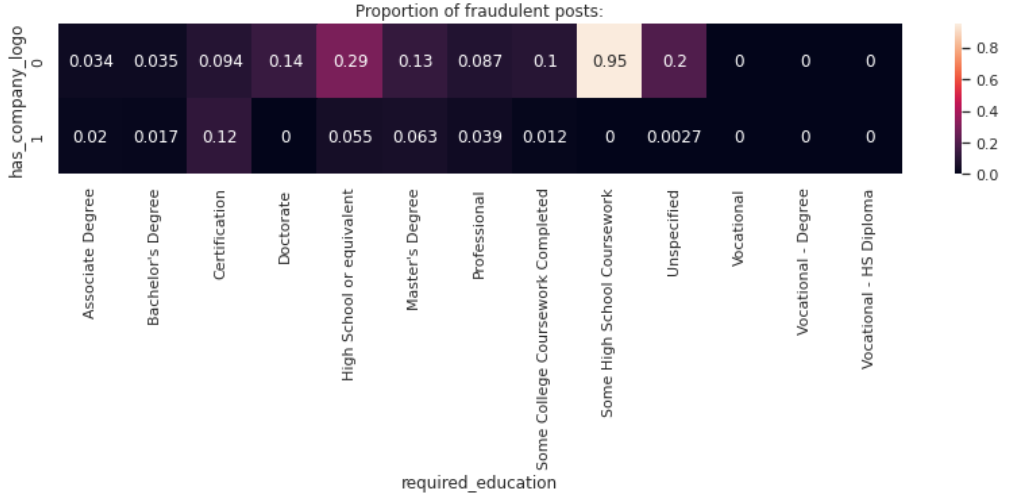 Proportion of fraudulent posts:
has_company_logo
0
0.034 0.035 0.094 0.14 0.29 0.13 0.087 0.1 0.95 0.2 0 0 0
1
0.02 0.017 0.12 0 0.055 0.063 0.039 0.012 0 0.0027 0 0 0
0.8
0.6
0.4
0.2
0.0
Associate Degree
Bachelor's Degree
Certification
Doctorate
High School or equivalent
Master's Degree
Professional
Some College Coursework Completed
Some High School Coursework
Unspecified
Vocational
Vocational - Degree
Vocational - HS Diploma
required_education